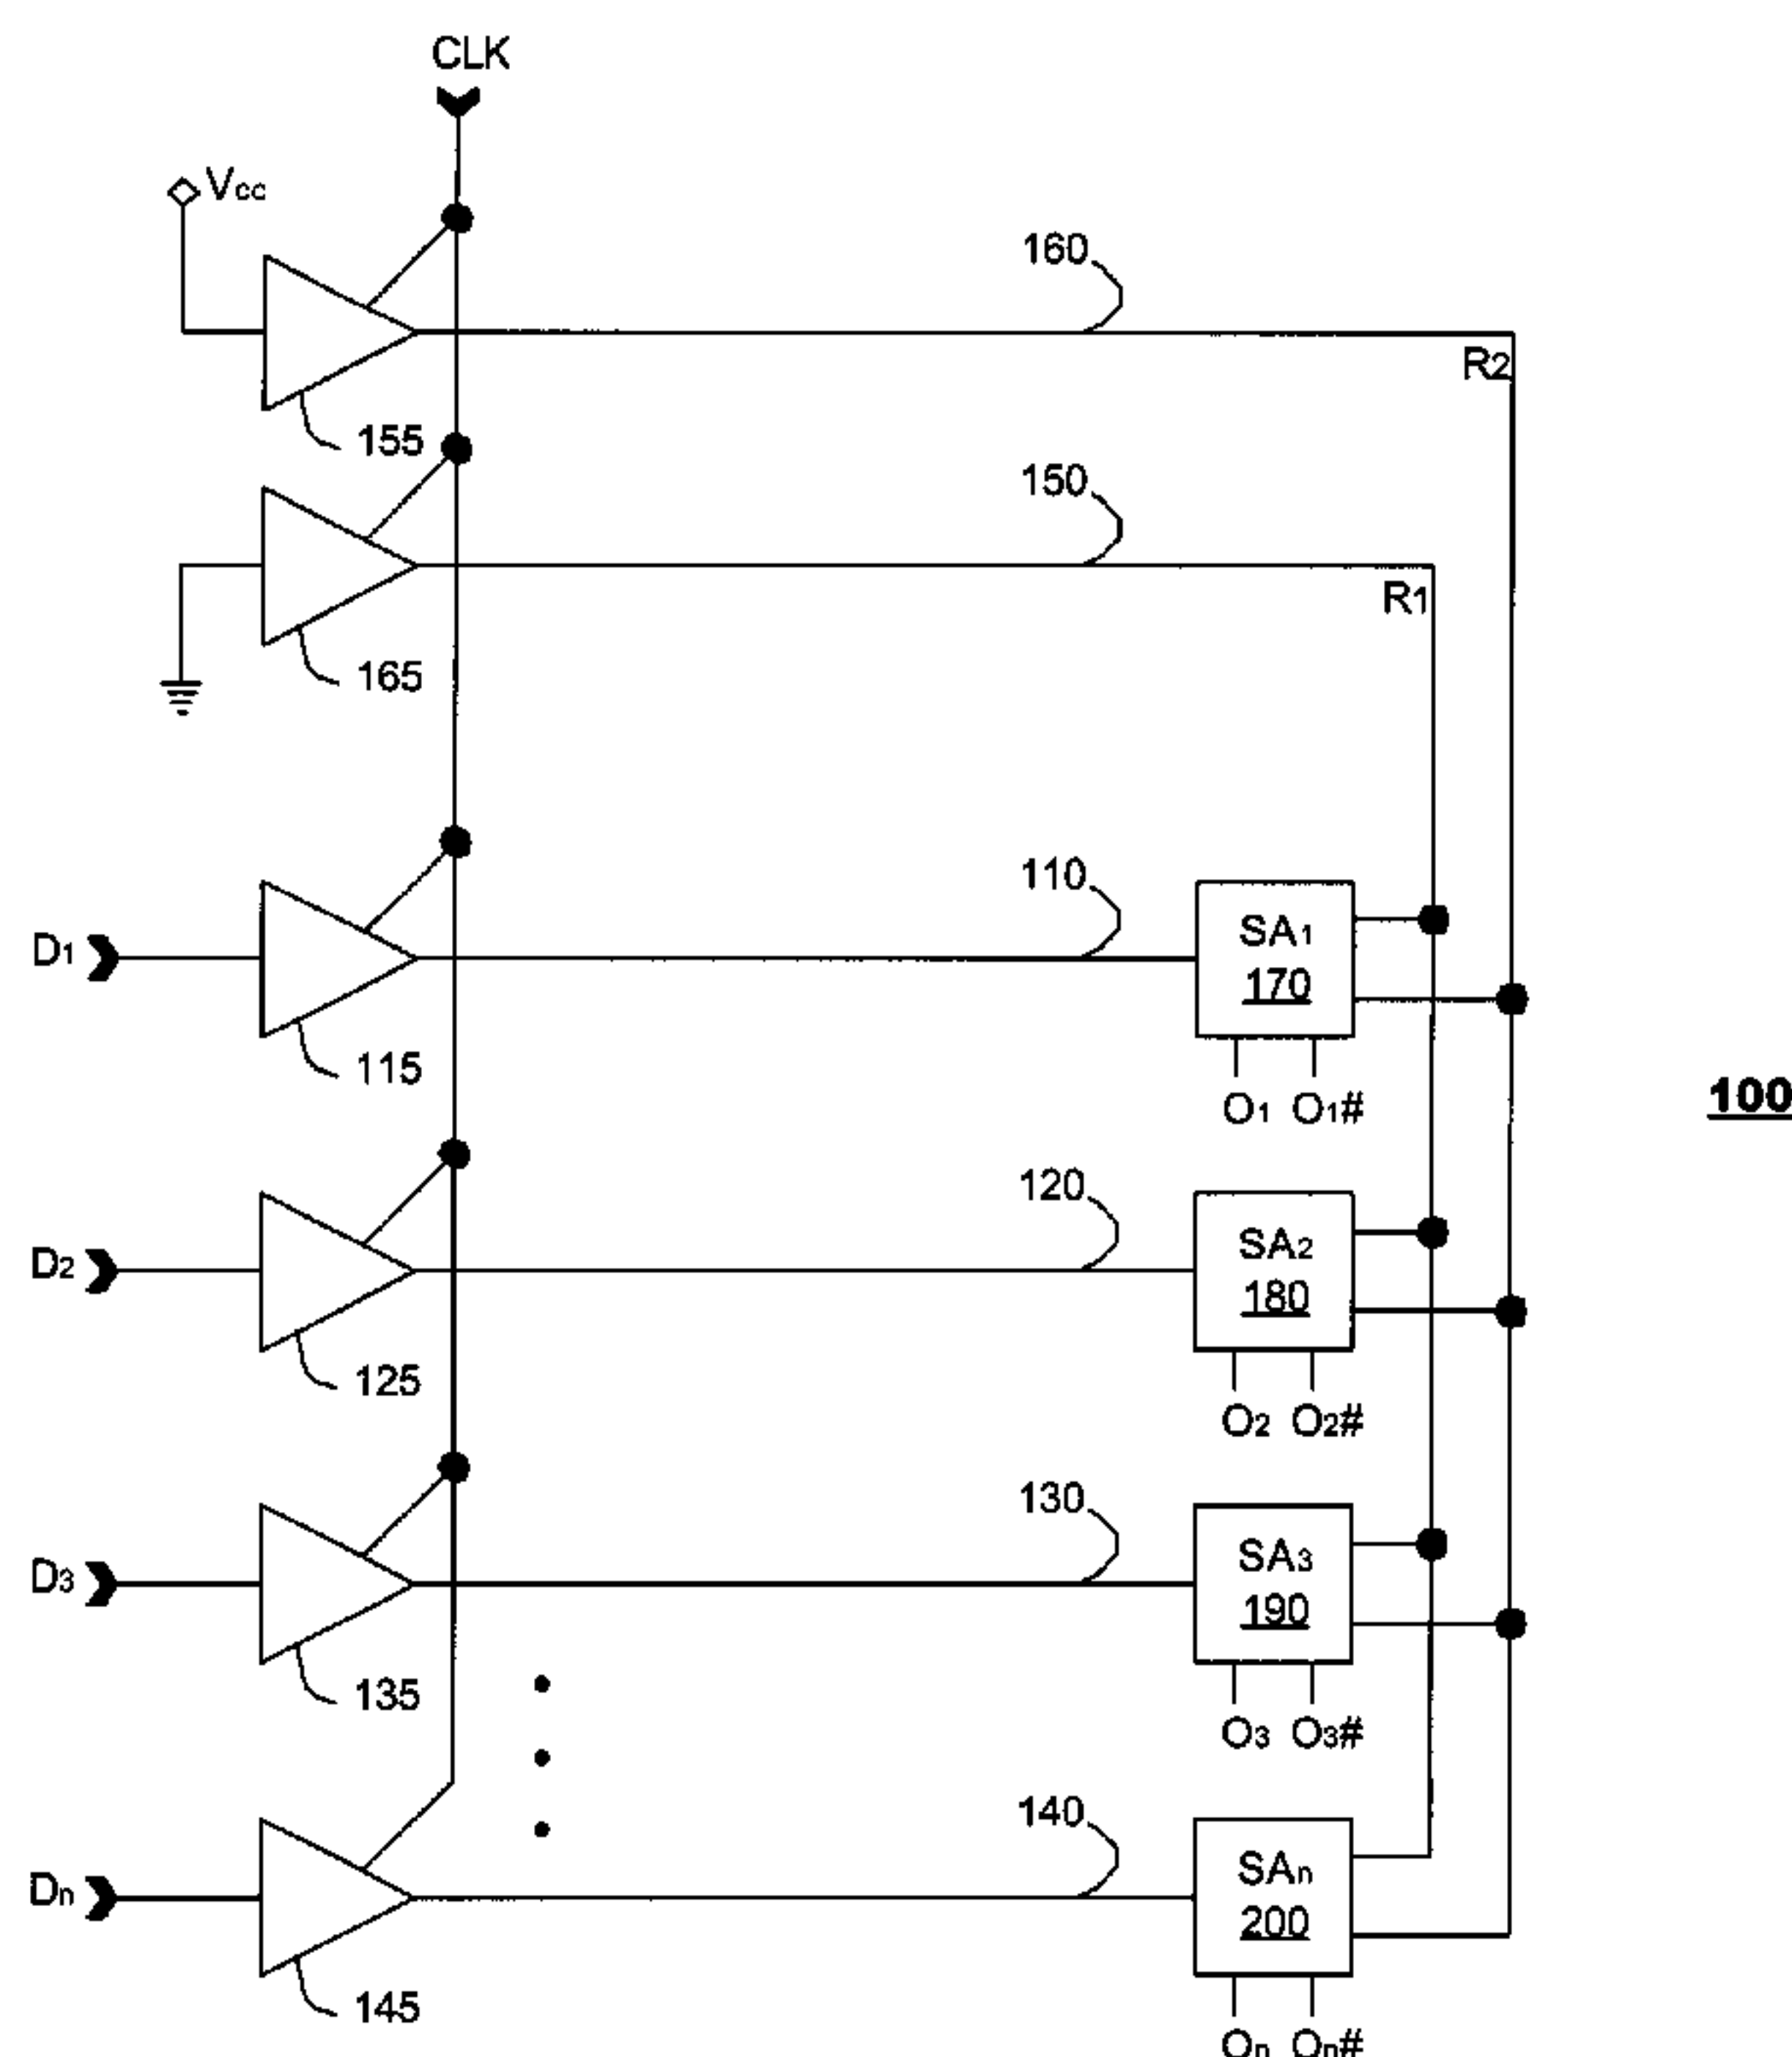 CLK
Vcc
160
R2
155
150
R1
165
110
D1
SA1
170
115
O1 O1#
100
120
D2
SA2
180
125
O2 O2#
130
D3
SA3
190
135
O3 O3#
140
Dn
SAn
200
145
On On#